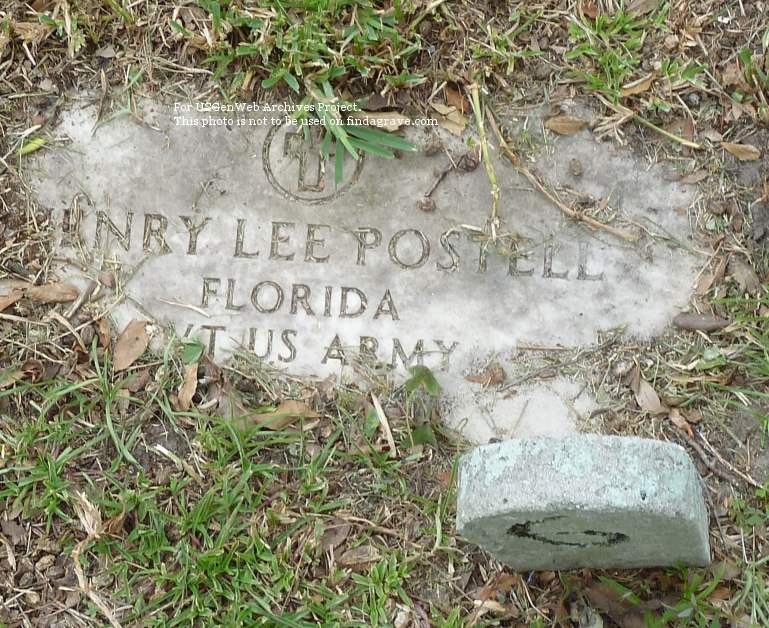 For USGenWeb Archives Project.
This photo is not to be used on findagrave.com
ENRY LEE POSTELL
FLORIDA
VT US ARMY